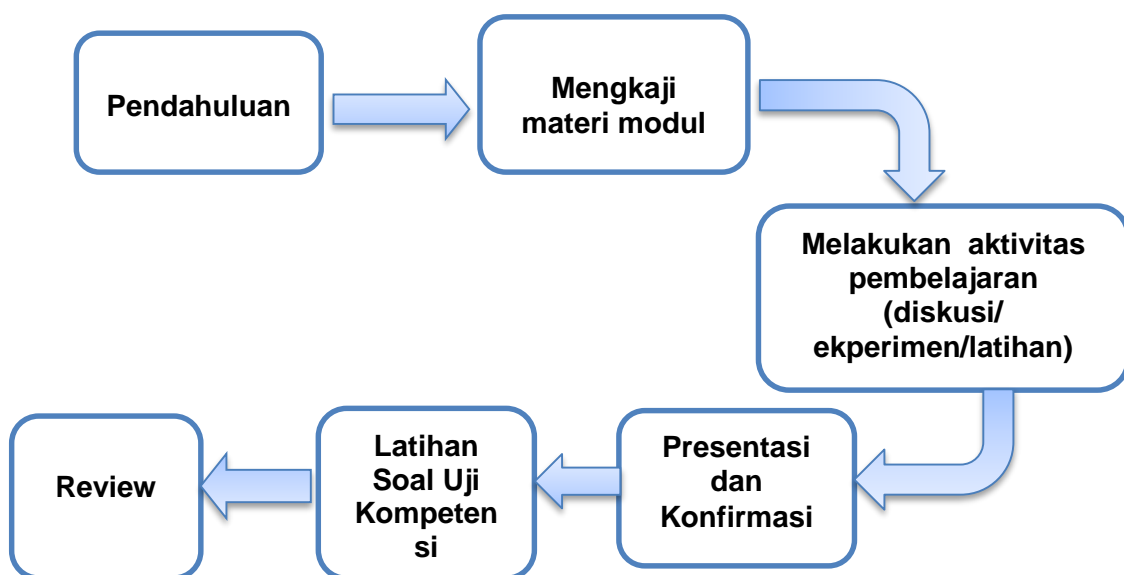 Pendahuluan
Mengkaji
materi modul
Melakukan aktivitas
pembelajaran
(diskusi/
ekperimen/latihan)
Presentasi
dan
Konfirmasi
Latihan
Soal Uji
Kompeten
si
Review